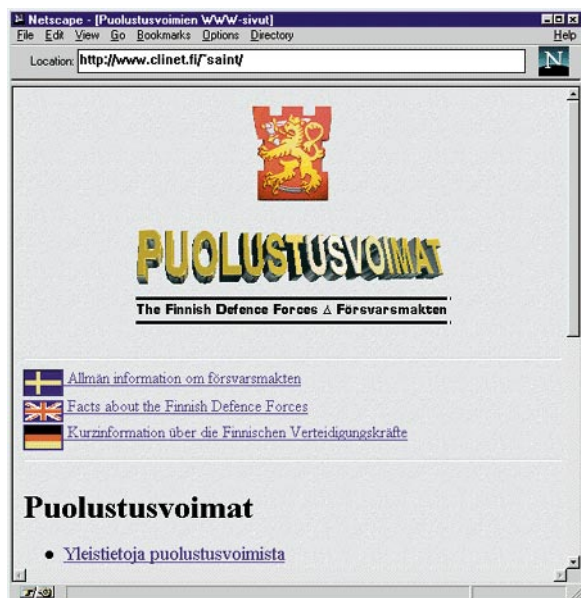 Netscape - [Puolustusvoimien WWW-sivut]
File Edit View Go Bookmarks Options Directory Help
Location: http://www.clinet.fi/~saint/
N
PUOLUSTUSVOIMAT
The Finnish Defence Forces Δ Försvarsmakten
Allmän information om försvarsmakten
Facts about the Finnish Defence Forces
Kurzinformation über die Finnischen Verteidigungskräfte
Puolustusvoimat
• Yleistietoja puolustusvoimista